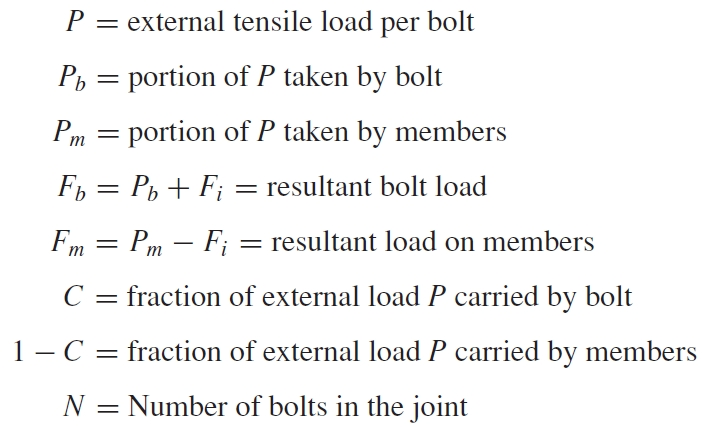 P = external tensile load per bolt
P_b = portion of P taken by bolt
P_m = portion of P taken by members
F_b = P_b + F_i = resultant bolt load
F_m = P_m − F_i = resultant load on members
C = fraction of external load P carried by bolt
1 − C = fraction of external load P carried by members
N = Number of bolts in the joint